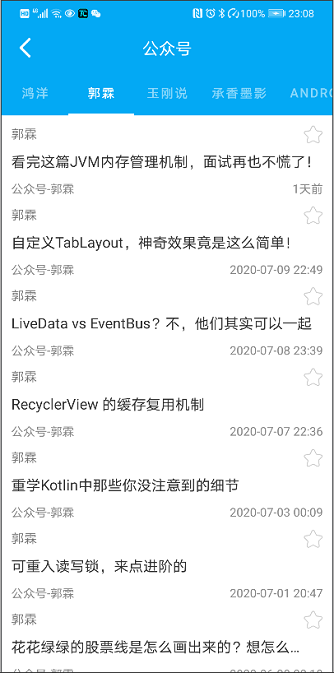 100% 23:08
公众号
鸿洋 郭霖 玉刚说 承香墨影 ANDRO
郭霖
看完这篇JVM内存管理机制，面试再也不慌了！
公众号-郭霖 1天前
郭霖
自定义TabLayout，神奇效果竟是这么简单！
公众号-郭霖 2020-07-09 22:49
郭霖
LiveData vs EventBus？不，他们其实可以一起
公众号-郭霖 2020-07-08 23:39
郭霖
RecyclerView 的缓存复用机制
公众号-郭霖 2020-07-07 22:36
郭霖
重学Kotlin中那些你没注意到的细节
公众号-郭霖 2020-07-03 00:09
郭霖
可重入读写锁，来点进阶的
公众号-郭霖 2020-07-01 20:47
郭霖
花花绿绿的股票线是怎么画出来的？想怎么...